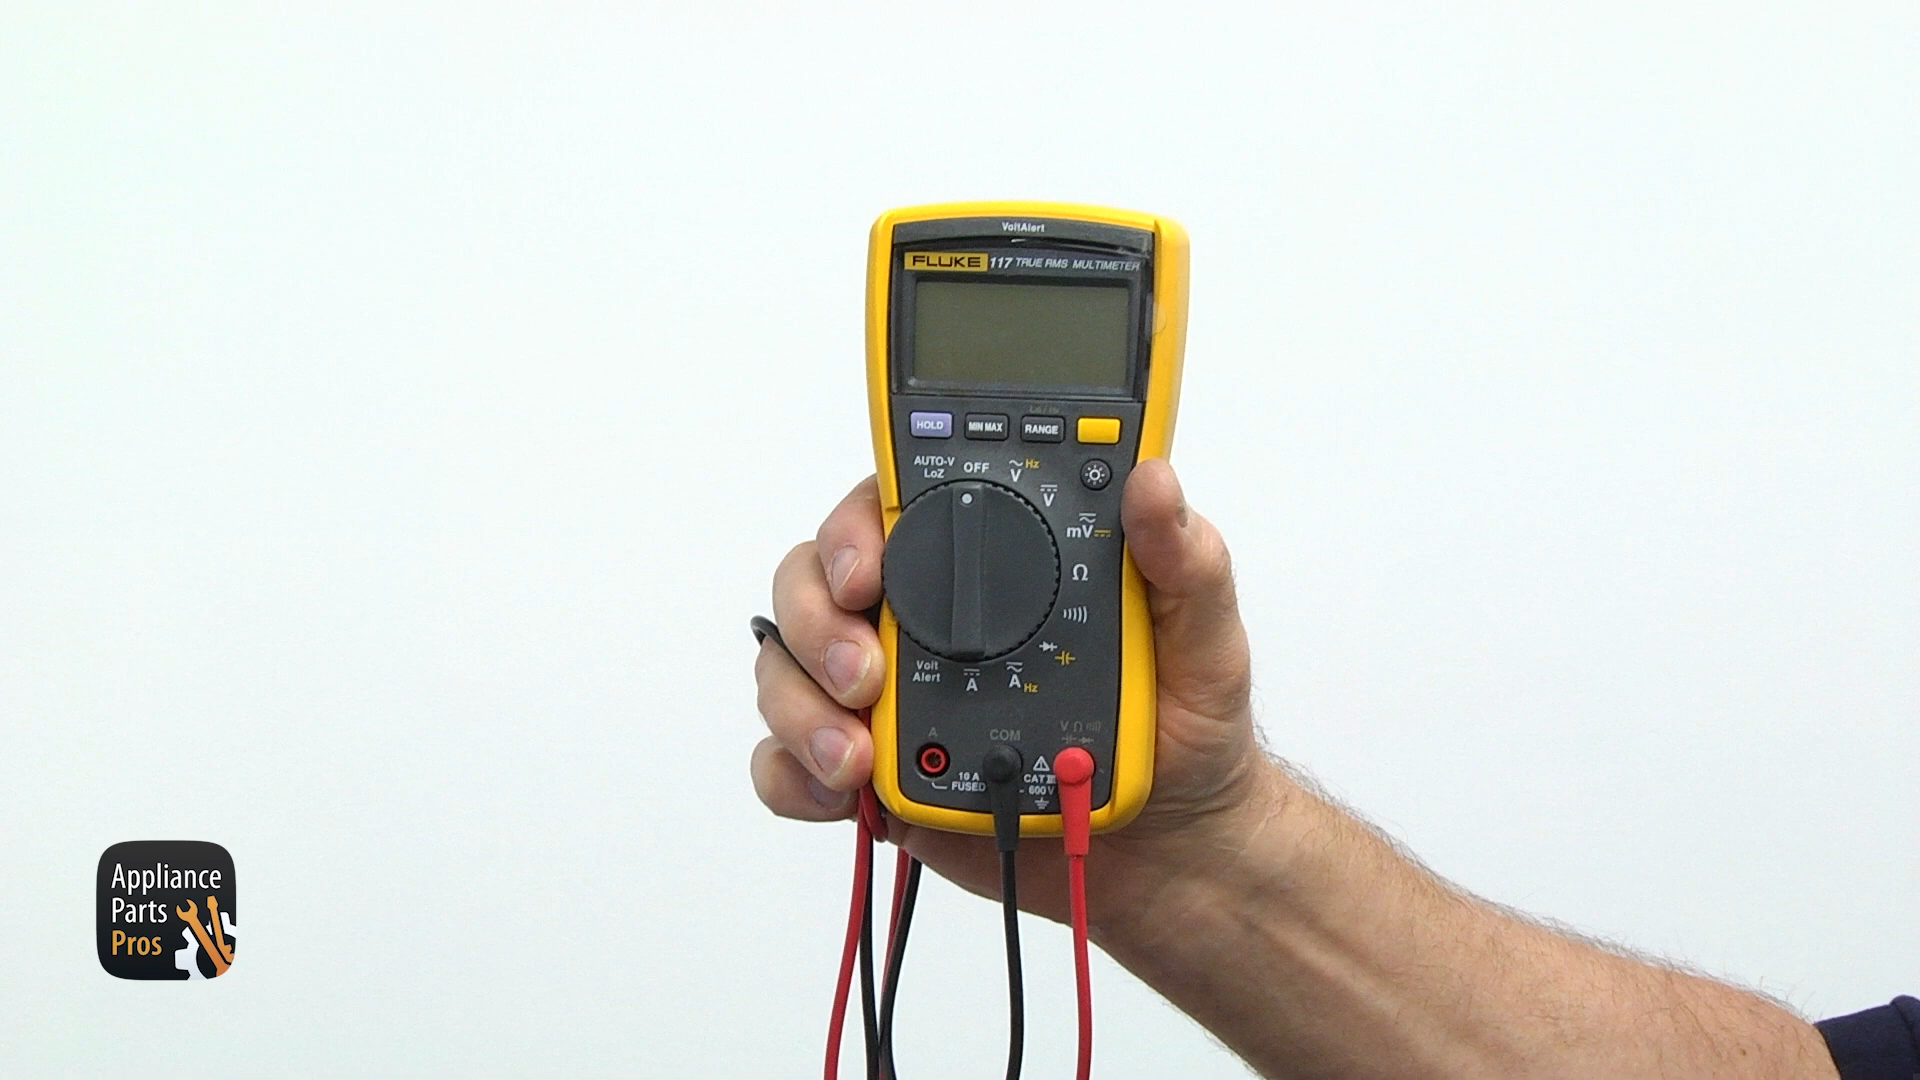 VoltAlert
FLUKE 117 TRUE RMS MULTIMETER
HOLD MIN MAX RANGE
AUTO-V
LoZ
OFF
V Hz
V
mV
Ω
Volt
Alert
A
A Hz
A
COM
V Ω
10 A
FUSED
CAT III
600 V
Appliance
Parts
Pros